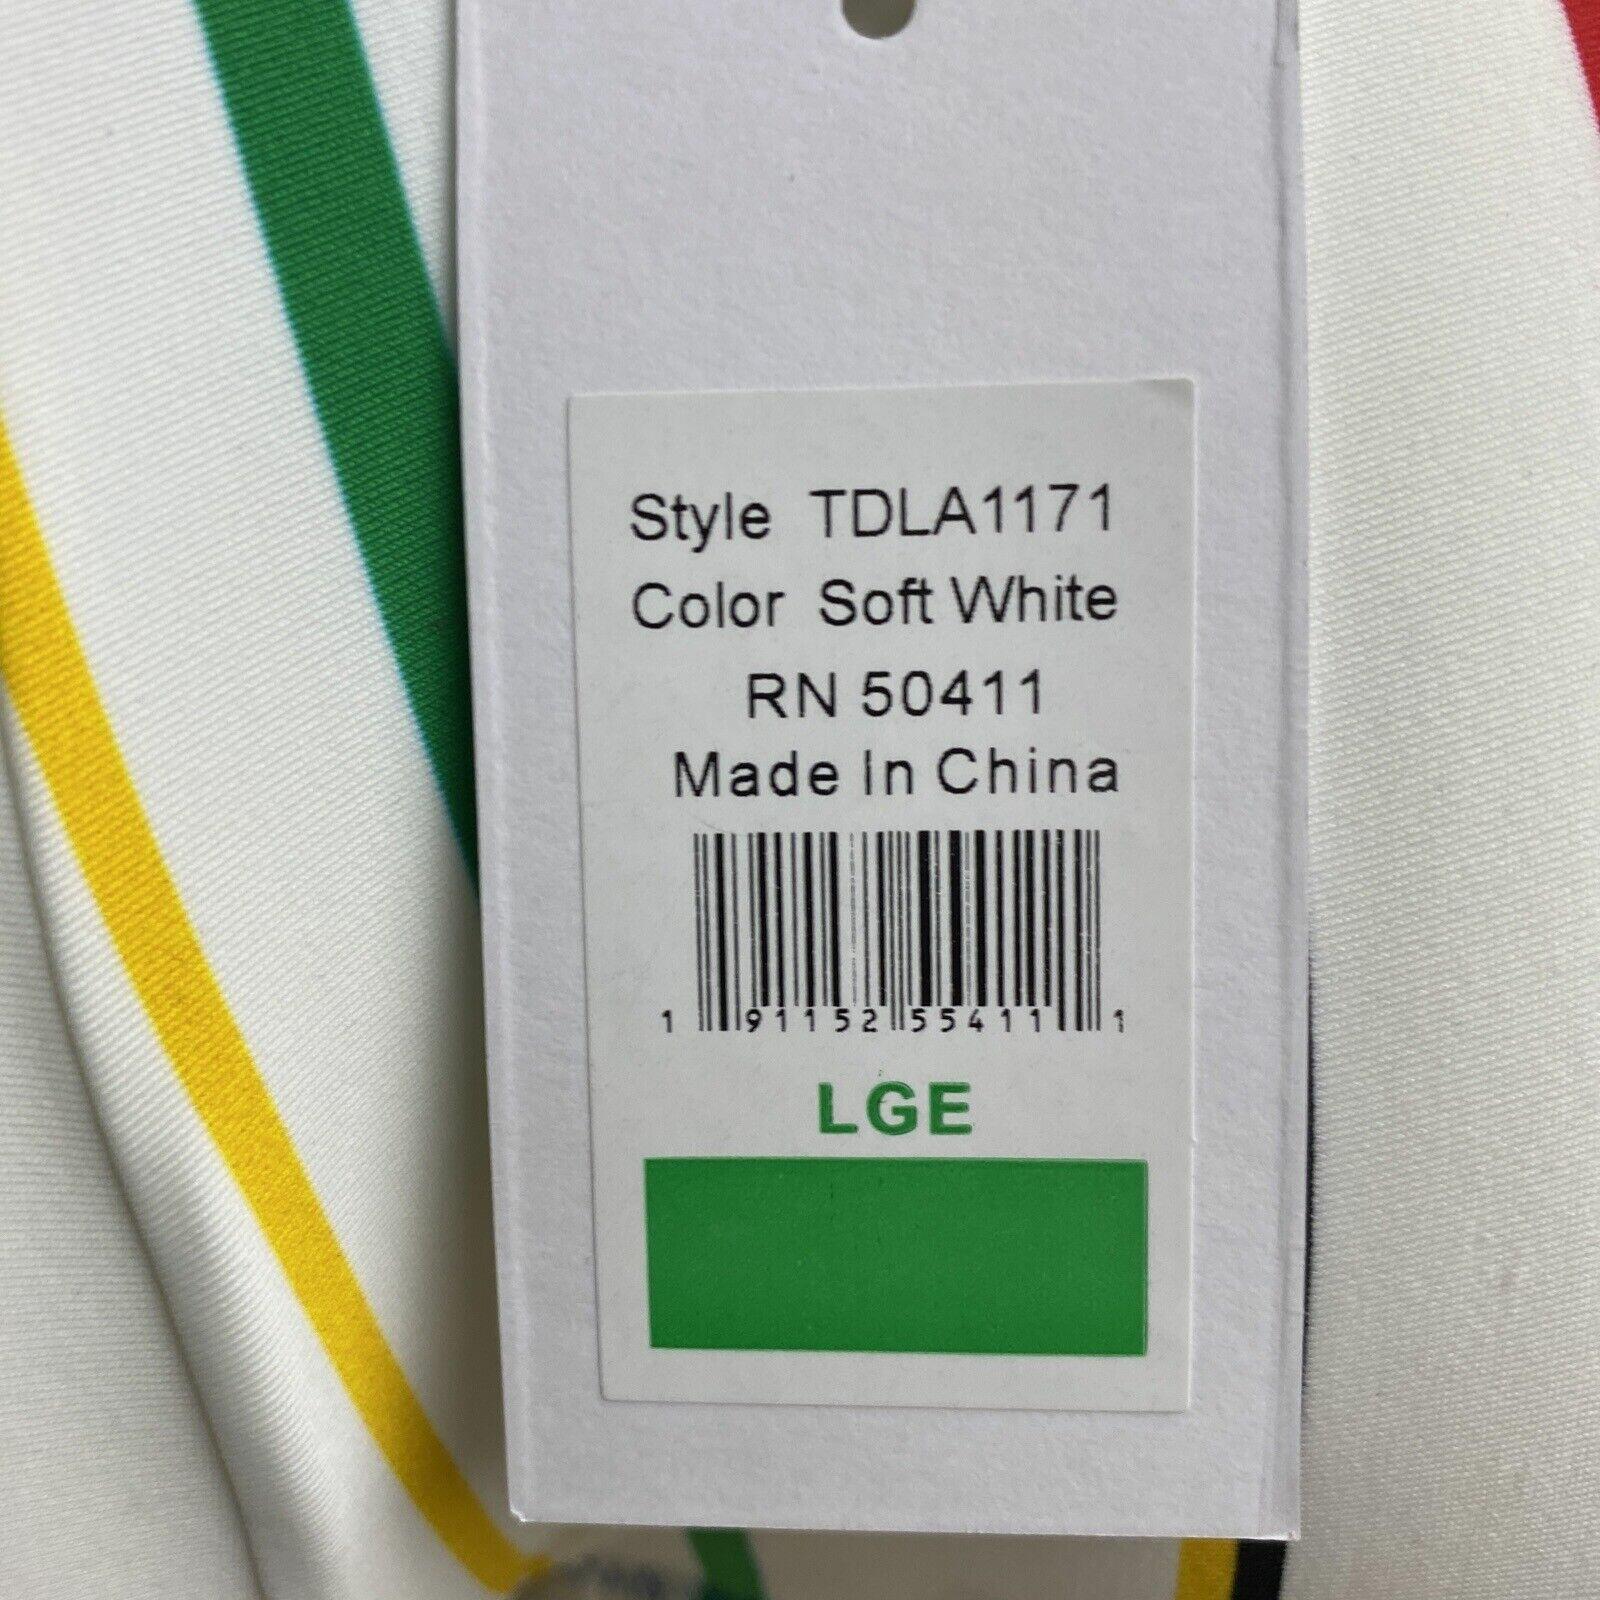 Style TDLA1171
Color Soft White
RN 50411
Made In China
1 91152 55411 1
LGE